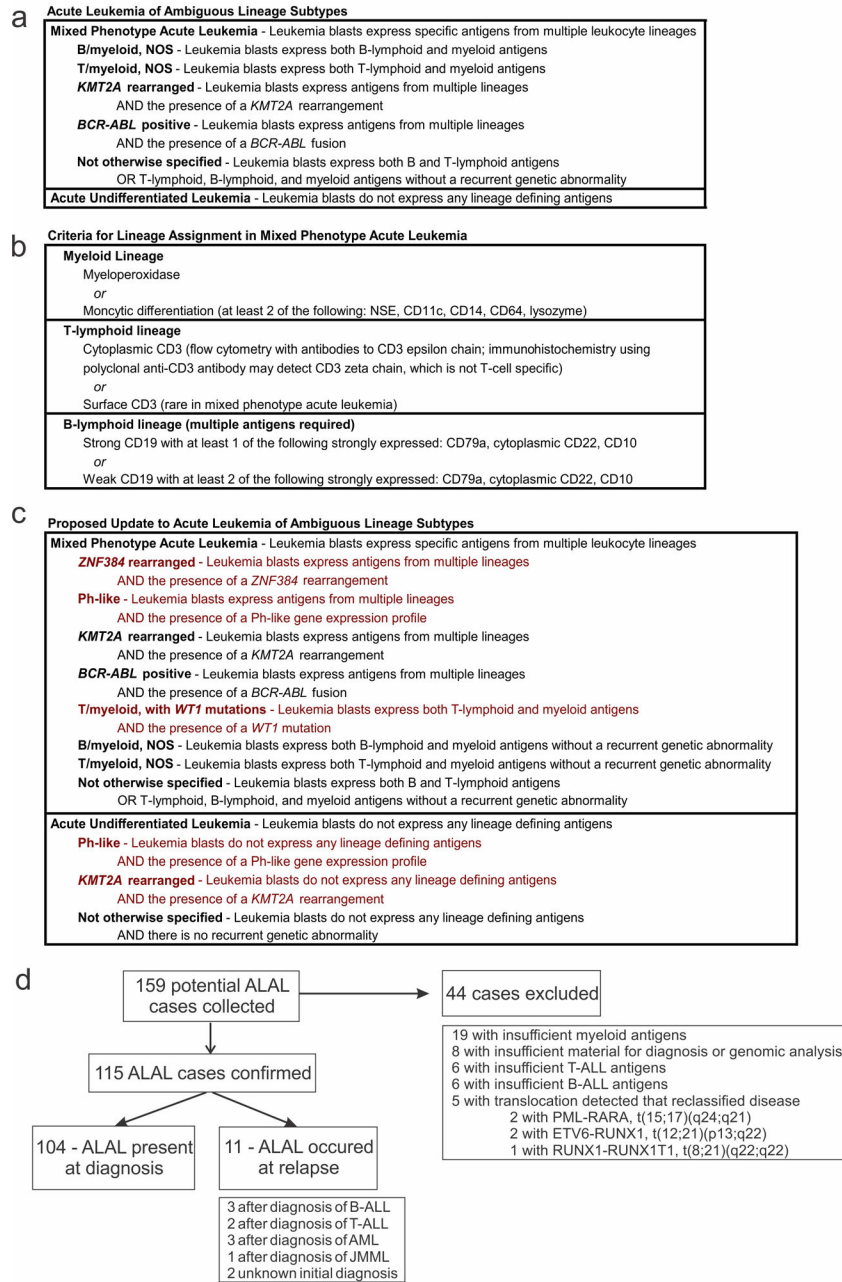 a
Acute Leukemia of Ambiguous Lineage Subtypes
Mixed Phenotype Acute Leukemia - Leukemia blasts express specific antigens from multiple leukocyte lineages
B/myeloid, NOS - Leukemia blasts express both B-lymphoid and myeloid antigens
T/myeloid, NOS - Leukemia blasts express both T-lymphoid and myeloid antigens
KMT2A rearranged - Leukemia blasts express antigens from multiple lineages
AND the presence of a KMT2A rearrangement
BCR-ABL positive - Leukemia blasts express antigens from multiple lineages
AND the presence of a BCR-ABL fusion
Not otherwise specified - Leukemia blasts express both B and T-lymphoid antigens
OR T-lymphoid, B-lymphoid, and myeloid antigens without a recurrent genetic abnormality
Acute Undifferentiated Leukemia - Leukemia blasts do not express any lineage defining antigens
b
Criteria for Lineage Assignment in Mixed Phenotype Acute Leukemia
Myeloid Lineage
Myeloperoxidase
or
Moncytic differentiation (at least 2 of the following: NSE, CD11c, CD14, CD64, lysozyme)
T-lymphoid lineage
Cytoplasmic CD3 (flow cytometry with antibodies to CD3 epsilon chain; immunohistochemistry using
polyclonal anti-CD3 antibody may detect CD3 zeta chain, which is not T-cell specific)
or
Surface CD3 (rare in mixed phenotype acute leukemia)
B-lymphoid lineage (multiple antigens required)
Strong CD19 with at least 1 of the following strongly expressed: CD79a, cytoplasmic CD22, CD10
or
Weak CD19 with at least 2 of the following strongly expressed: CD79a, cytoplasmic CD22, CD10
c
Proposed Update to Acute Leukemia of Ambiguous Lineage Subtypes
Mixed Phenotype Acute Leukemia - Leukemia blasts express specific antigens from multiple leukocyte lineages
ZNF384 rearranged - Leukemia blasts express antigens from multiple lineages
AND the presence of a ZNF384 rearrangement
Ph-like - Leukemia blasts express antigens from multiple lineages
AND the presence of a Ph-like gene expression profile
KMT2A rearranged - Leukemia blasts express antigens from multiple lineages
AND the presence of a KMT2A rearrangement
BCR-ABL positive - Leukemia blasts express antigens from multiple lineages
AND the presence of a BCR-ABL fusion
T/myeloid, with WT1 mutations - Leukemia blasts express both T-lymphoid and myeloid antigens
AND the presence of a WT1 mutation
B/myeloid, NOS - Leukemia blasts express both B-lymphoid and myeloid antigens without a recurrent genetic abnormality
T/myeloid, NOS - Leukemia blasts express both T-lymphoid and myeloid antigens without a recurrent genetic abnormality
Not otherwise specified - Leukemia blasts express both B and T-lymphoid antigens
OR T-lymphoid, B-lymphoid, and myeloid antigens without a recurrent genetic abnormality
Acute Undifferentiated Leukemia - Leukemia blasts do not express any lineage defining antigens
Ph-like - Leukemia blasts do not express any lineage defining antigens
AND the presence of a Ph-like gene expression profile
KMT2A rearranged - Leukemia blasts do not express any lineage defining antigens
AND the presence of a KMT2A rearrangement
Not otherwise specified - Leukemia blasts do not express any lineage defining antigens
AND there is no recurrent genetic abnormality
d
159 potential ALAL
cases collected
44 cases excluded
19 with insufficient myeloid antigens
8 with insufficient material for diagnosis or genomic analysis
6 with insufficient T-ALL antigens
6 with insufficient B-ALL antigens
5 with translocation detected that reclassified disease
2 with PML-RARA, t(15;17)(q24;q21)
2 with ETV6-RUNX1, t(12;21)(p13;q22)
1 with RUNX1-RUNX1T1, t(8;21)(q22;q22)
115 ALAL cases confirmed
104 - ALAL present
at diagnosis
11 - ALAL occured
at relapse
3 after diagnosis of B-ALL
2 after diagnosis of T-ALL
3 after diagnosis of AML
1 after diagnosis of JMML
2 unknown initial diagnosis